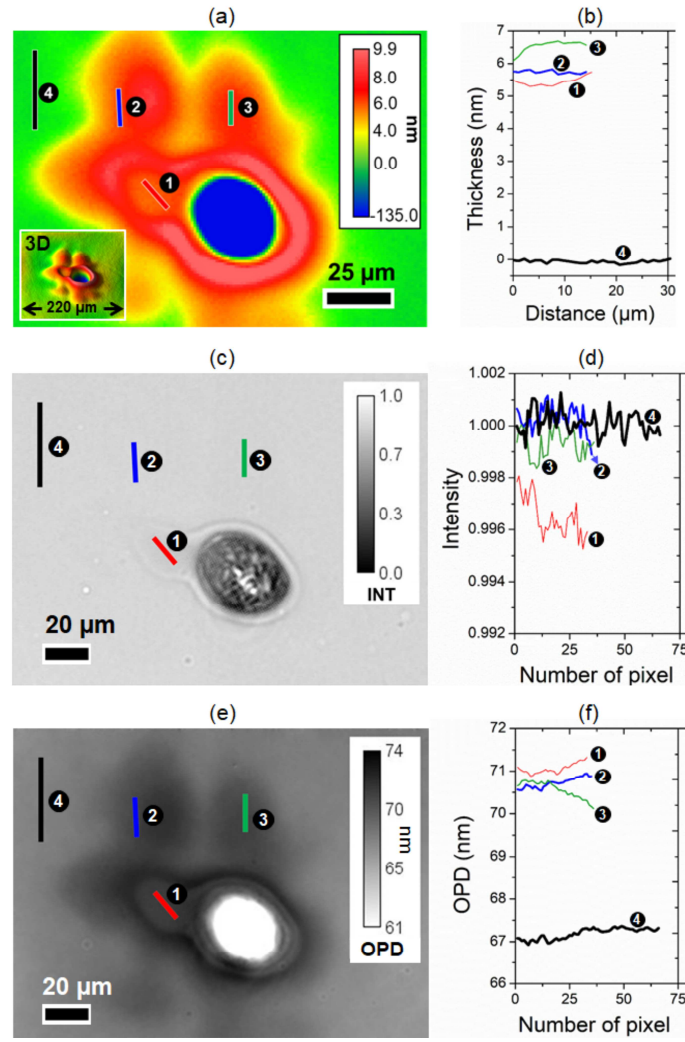 (a)
(b)
4
2
3
1
9.9
8.0
6.0
4.0
0.0
-135.0
nm
3D
220 µm
25 µm
Thickness (nm)
7
6
5
4
3
2
1
0
3
2
1
4
0 10 20 30
Distance (µm)
(c)
(d)
4
2
3
1
1.0
0.7
0.5
0.3
0.0
INT
20 µm
Intensity
1.002
1.000
0.998
0.996
0.994
0.992
4
3
2
1
0 25 50 75
Number of pixel
(e)
(f)
4
2
3
1
74
70
65
61
nm
OPD
20 µm
OPD (nm)
72
71
70
69
68
67
66
1
2
3
4
0 25 50 75
Number of pixel